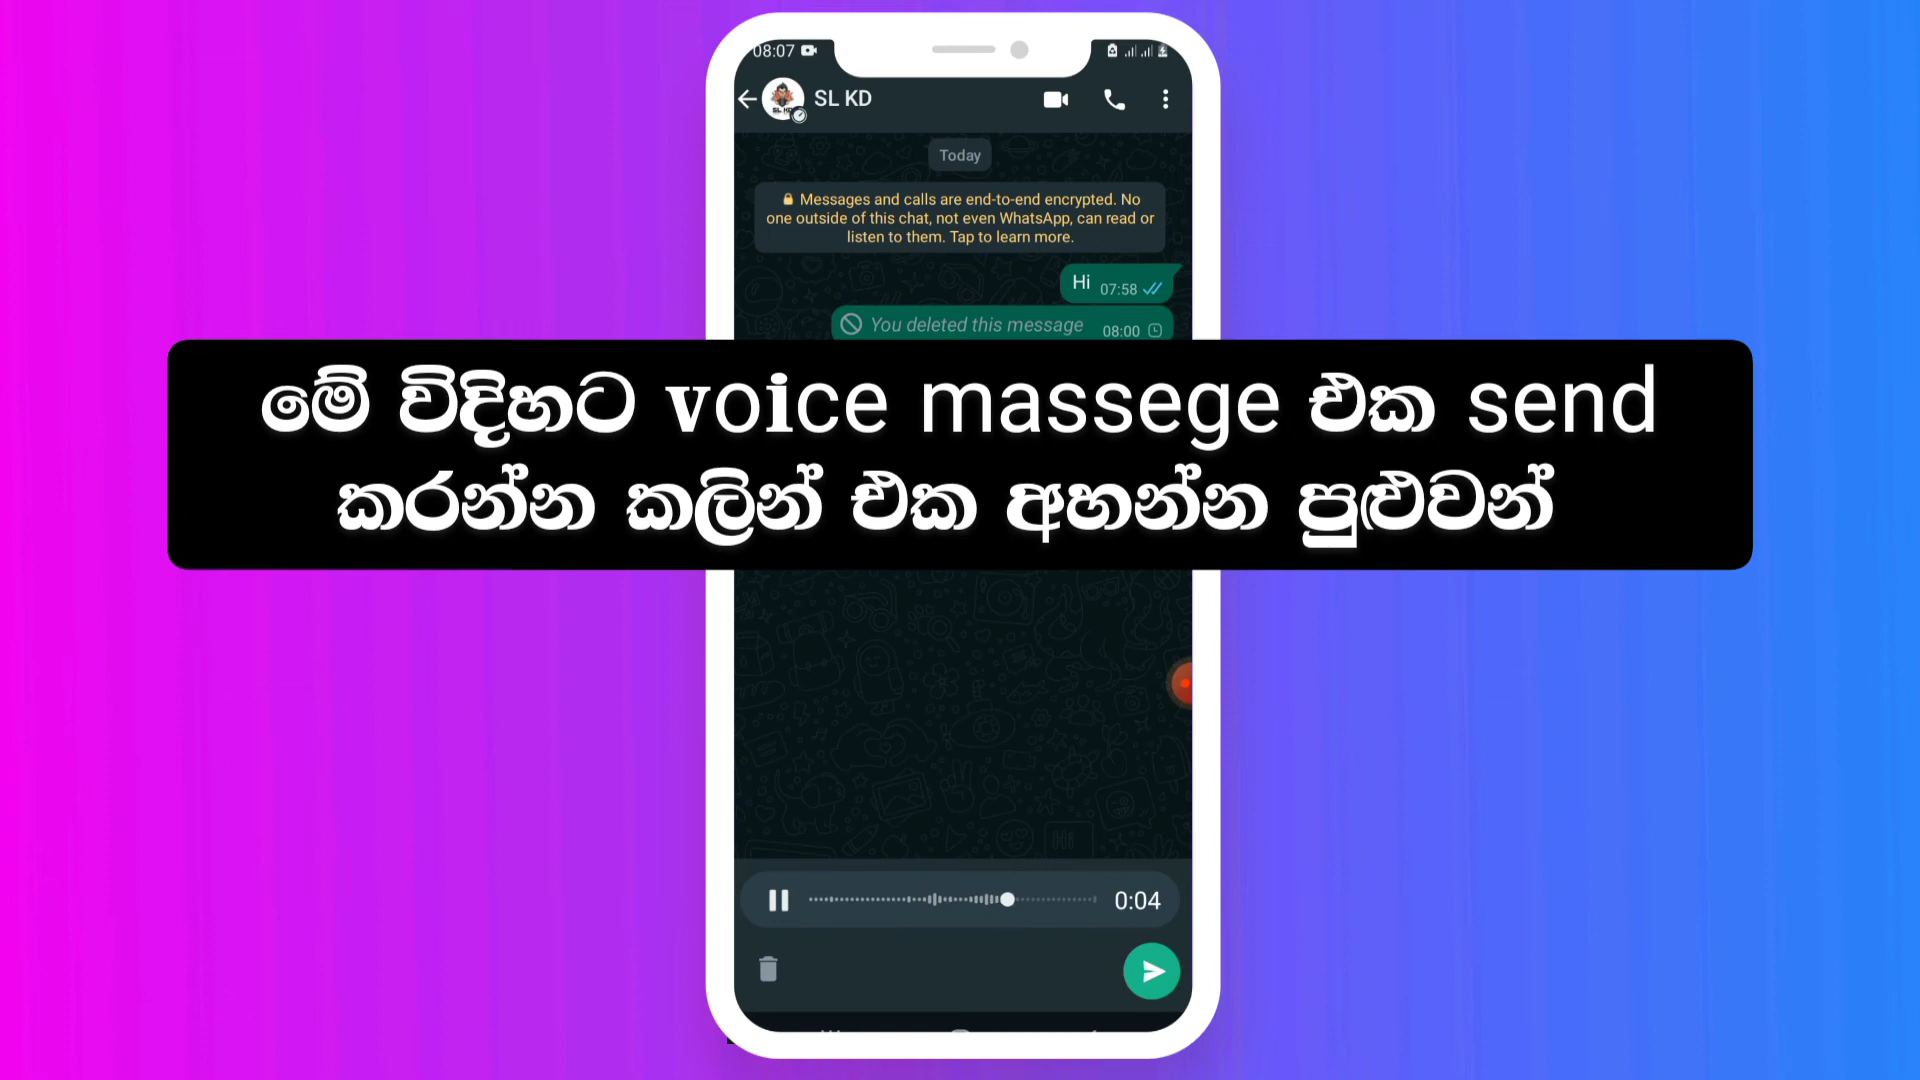 08:07
SL KD
Today
Messages and calls are end-to-end encrypted. No
one outside of this chat, not even WhatsApp, can read or
listen to them. Tap to learn more.
Hi 07:58
You deleted this message 08:00
මේ විදිහට voice massege එක send
කරන්න කලින් එක අහන්න පුළුවන්
0:04